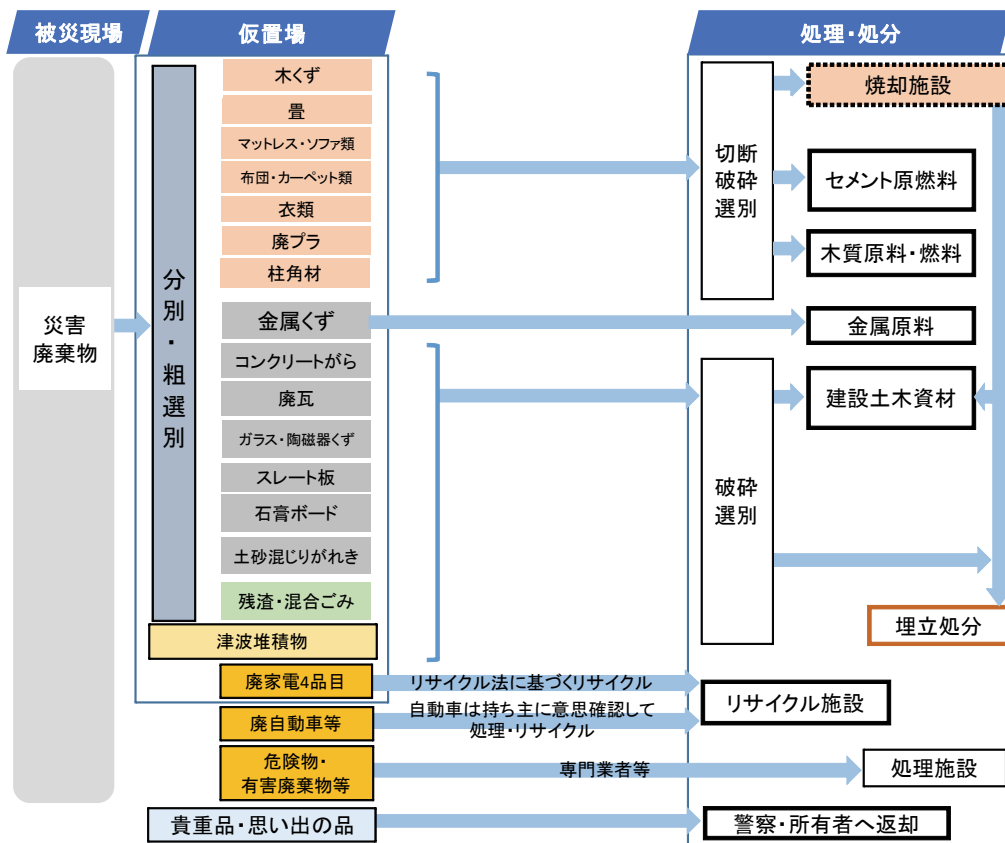 被災現場
仮置場
処理・処分
災害
廃棄物
分別・粗選別
木くず
畳
マットレス・ソファ類
布団・カーペット類
衣類
廃プラ
柱角材
金属くず
コンクリートがら
廃瓦
ガラス・陶磁器くず
スレート板
石膏ボード
土砂混じりがれき
残渣・混合ごみ
津波堆積物
廃家電4品目
廃自動車等
危険物・
有害廃棄物等
貴重品・思い出の品
リサイクル法に基づくリサイクル
自動車は持ち主に意思確認して
処理・リサイクル
専門業者等
切断
破砕
選別
破砕
選別
焼却施設
セメント原燃料
木質原料・燃料
金属原料
建設土木資材
埋立処分
リサイクル施設
処理施設
警察・所有者へ返却